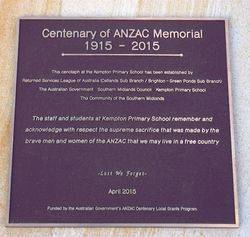 Centenary of ANZAC Memorial
1915 - 2015
This cenotaph at the Kempton Primary School has been established by
Returned Services League of Australia (Oatlands Sub Branch / Brighton - Green Ponds Sub Branch)
The Australian Government Southern Midlands Council Kempton Primary School
The Community of the Southern Midlands
The staff and students at Kempton Primary School remember and
acknowledge with respect the supreme sacrifice that was made by the
brave men and women of the ANZAC that we may live in a free country
-Lest We Forget-
April 2015
Funded by the Australian Government's ANZAC Centenary Local Grants Program.